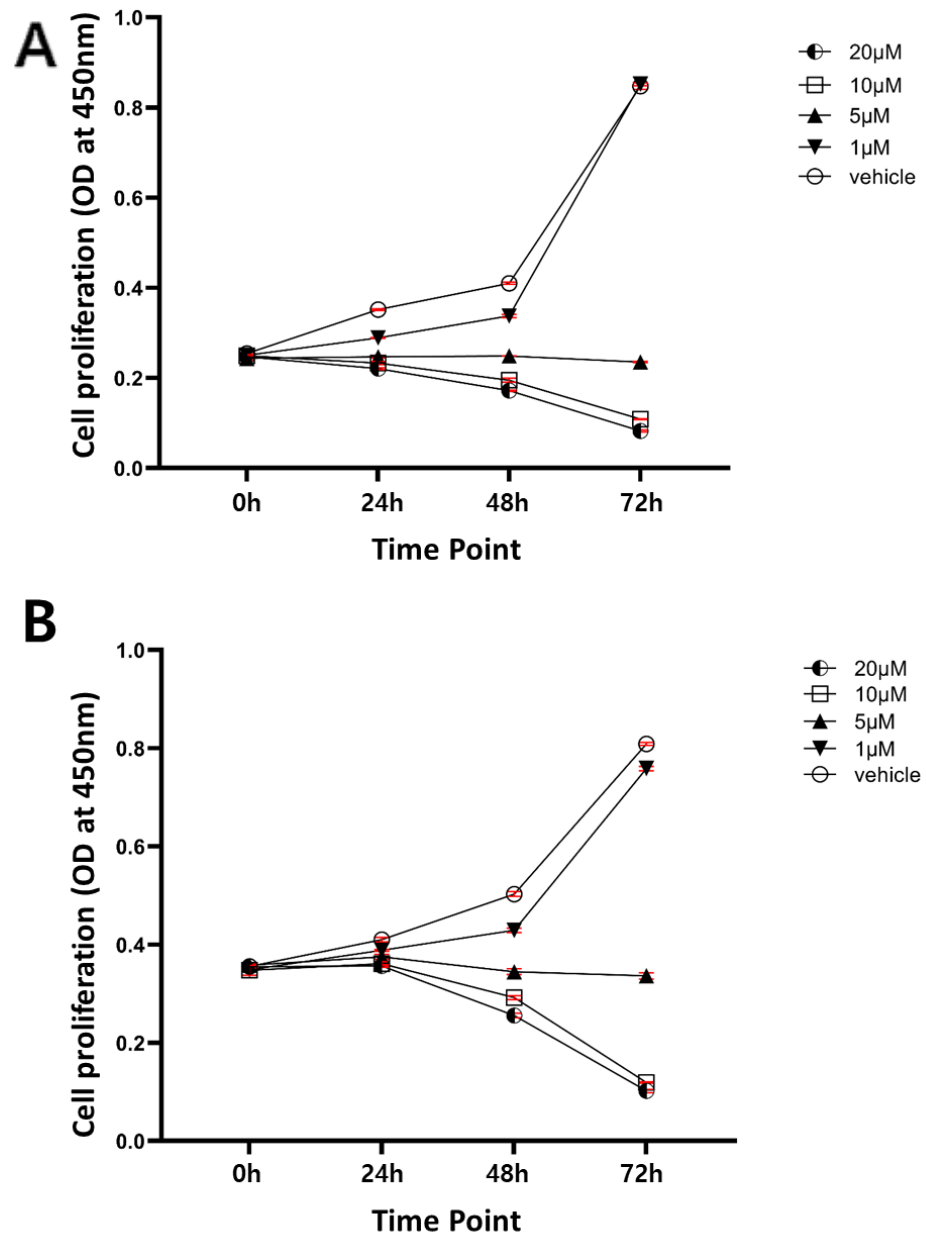 A
Cell proliferation (OD at 450nm)
1.0
0.8
0.6
0.4
0.2
0.0
0h 24h 48h 72h
Time Point
20µM
10µM
5µM
1µM
vehicle
B
Cell proliferation (OD at 450nm)
1.0
0.8
0.6
0.4
0.2
0.0
0h 24h 48h 72h
Time Point
20µM
10µM
5µM
1µM
vehicle